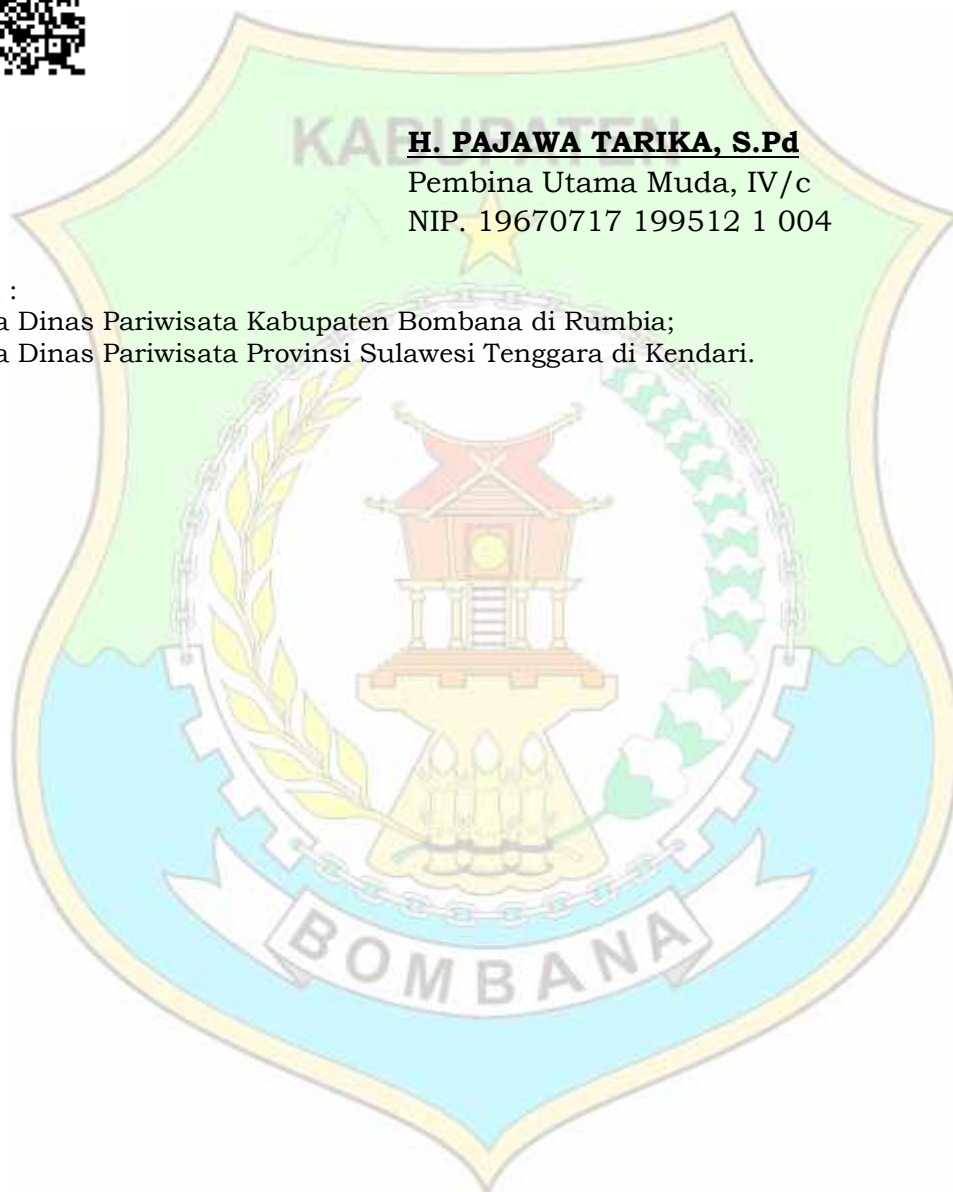 KABUPATEN
H. PAJAWA TARIKA, S.Pd
Pembina Utama Muda, IV/c
NIP. 19670717 199512 1 004
:
a Dinas Pariwisata Kabupaten Bombana di Rumbia;
a Dinas Pariwisata Provinsi Sulawesi Tenggara di Kendari.
BOMBANA